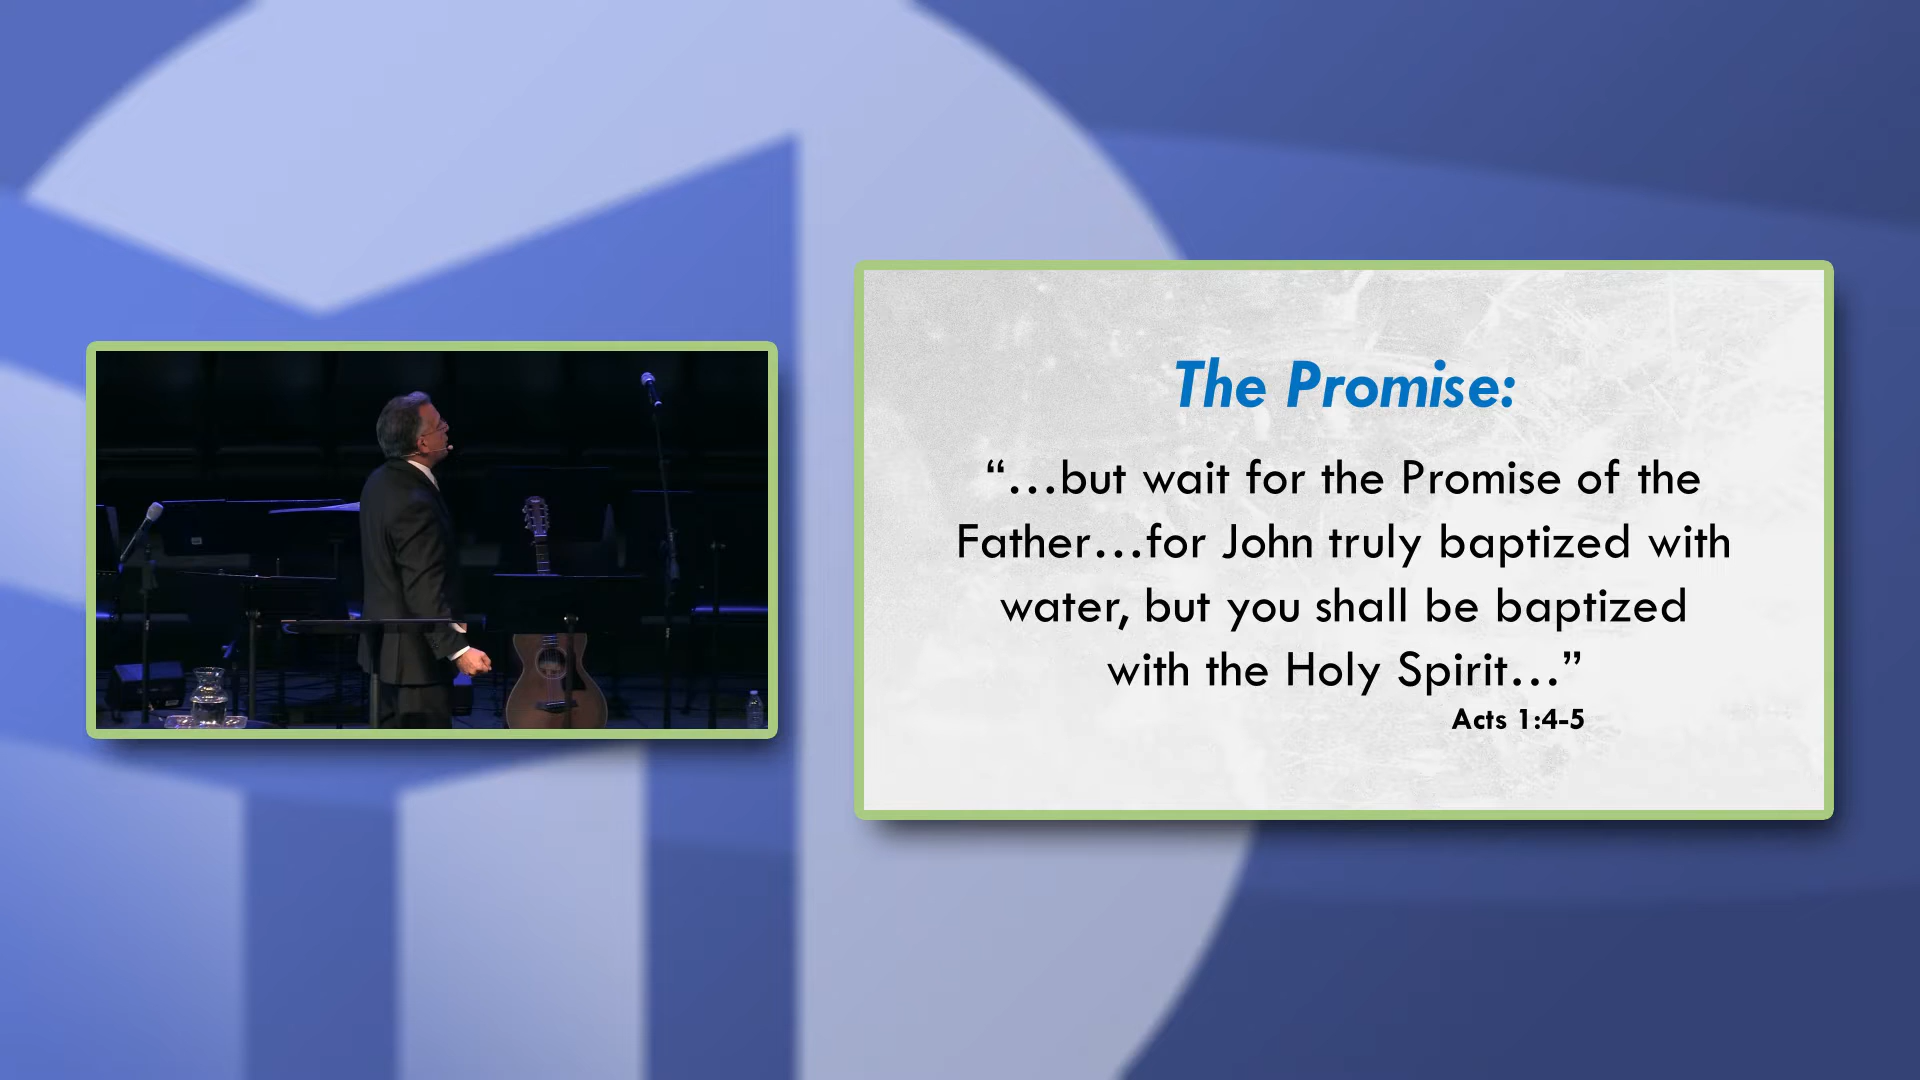 The Promise:
“…but wait for the Promise of the
Father…for John truly baptized with
water, but you shall be baptized
with the Holy Spirit…”
Acts 1:4-5